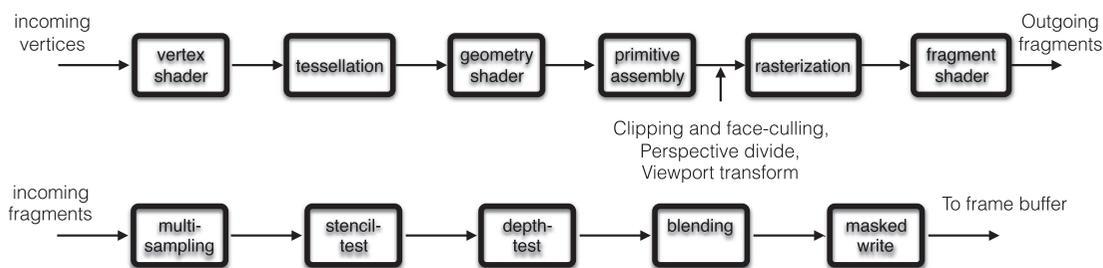 incoming
vertices
vertex
shader
tessellation
geometry
shader
primitive
assembly
rasterization
fragment
shader
Outgoing
fragments
Clipping and face-culling,
Perspective divide,
Viewport transform
incoming
fragments
multi-
sampling
stencil-
test
depth-
test
blending
masked
write
To frame buffer